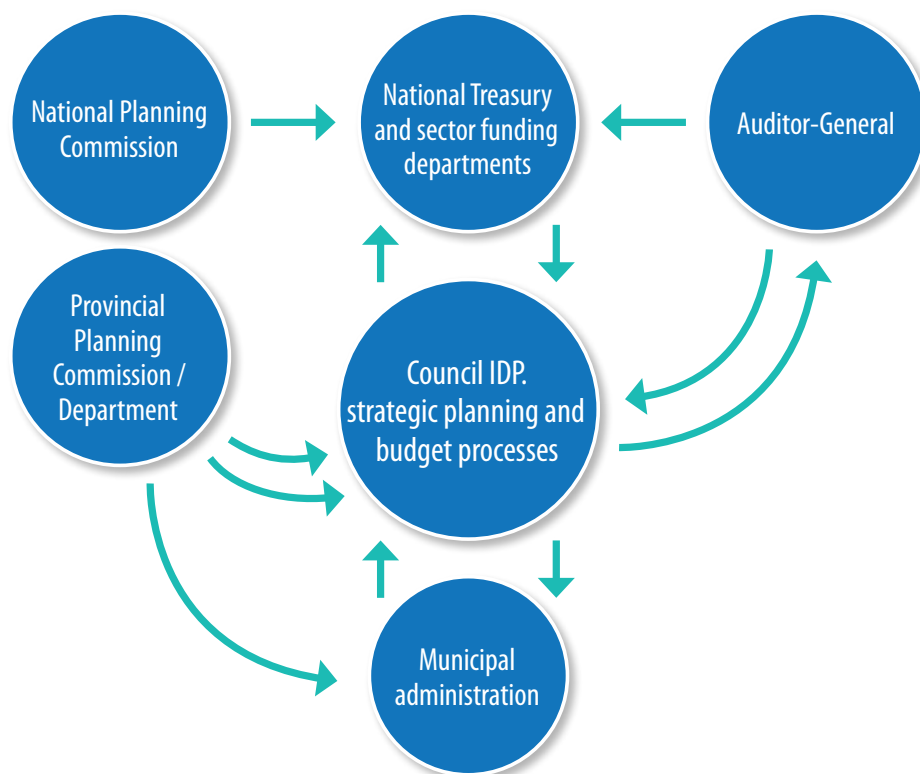 National Planning
Commission
National Treasury
and sector funding
departments
Auditor-General
Provincial
Planning
Commission /
Department
Council IDP.
strategic planning and
budget processes
Municipal
administration